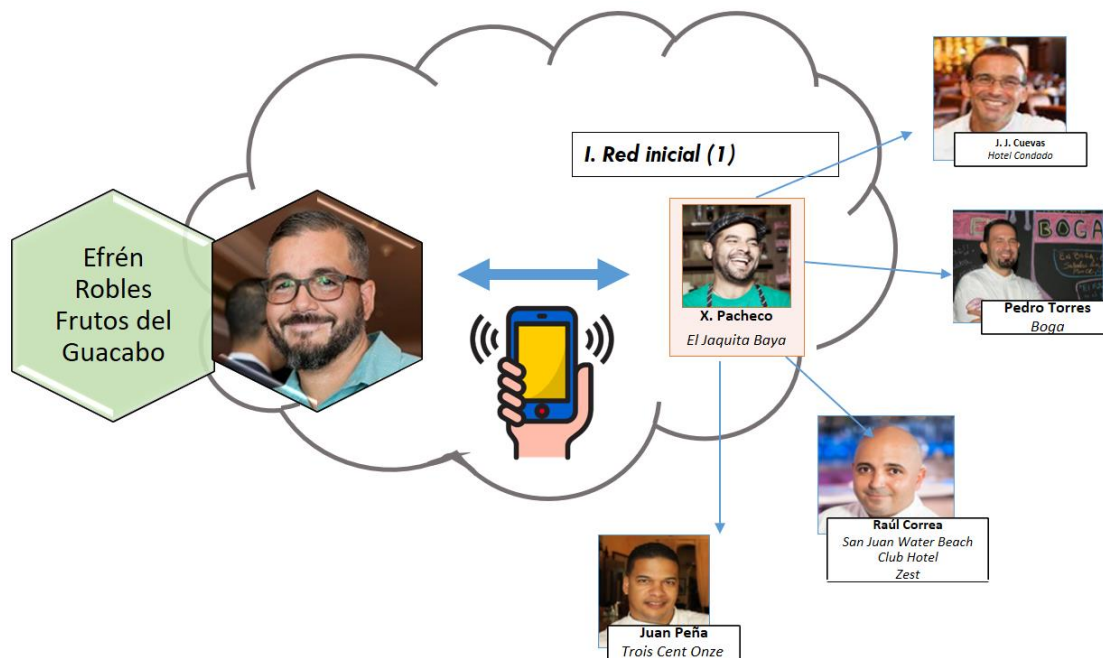 I. Red inicial (1)
J. J. Cuevas
Hotel Condado
Efrén
Robles
Frutos del
Guacabo
BÓGA
Pedro Torres
Boga
X. Pacheco
El Jaquita Baya
Raúl Correa
San Juan Water Beach
Club Hotel
Zest
Juan Peña
Trois Cent Onze